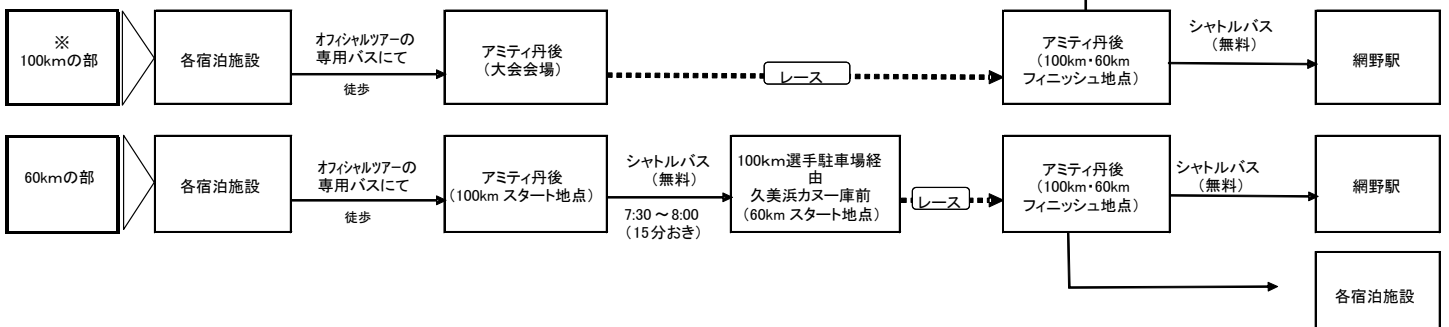 ※
100kmの部
各宿泊施設
オフィシャルツアーの
専用バスにて
徒歩
アミティ丹後
(大会会場)
レース
アミティ丹後
(100km・60km
フィニッシュ地点)
シャトルバス
(無料)
網野駅
60kmの部
各宿泊施設
オフィシャルツアーの
専用バスにて
徒歩
アミティ丹後
(100km スタート地点)
シャトルバス
(無料)
7:30～8:00
(15分おき)
100km選手駐車場経
由
久美浜カヌー庫前
(60km スタート地点)
レース
アミティ丹後
(100km・60km
フィニッシュ地点)
シャトルバス
(無料)
網野駅
各宿泊施設